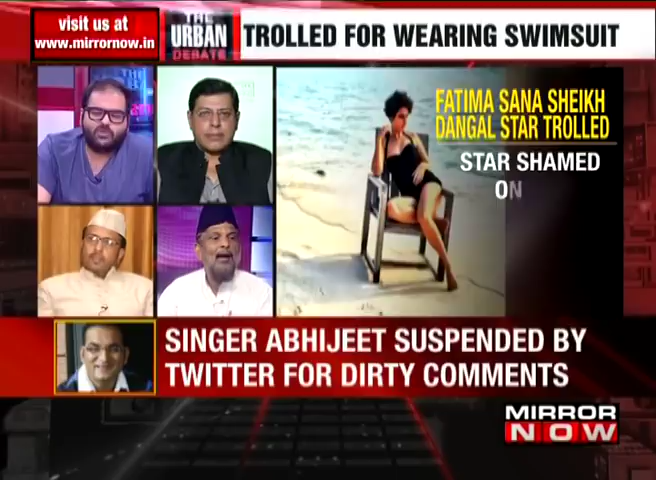 visit us at
www.mirrornow.in
THE
URBAN
DEBATE
TROLLED FOR WEARING SWIMSUIT
FATIMA SANA SHEIKH
DANGAL STAR TROLLED
STAR SHAMED
ON
SINGER ABHIJEET SUSPENDED BY
TWITTER FOR DIRTY COMMENTS
MIRROR
NOW